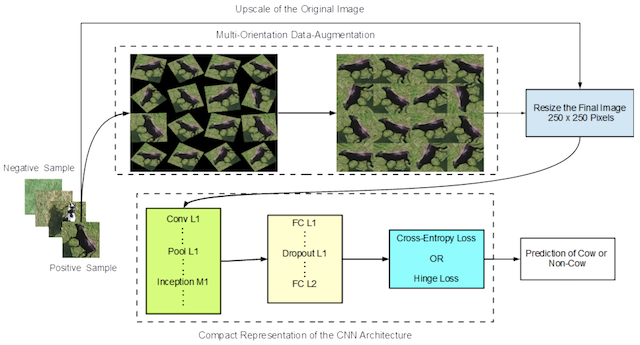 Upscale of the Original Image
Multi-Orientation Data-Augmentation
Resize the Final Image
250 x 250 Pixels
Negative Sample
Positive Sample
Conv L1
Pool L1
Inception M1
FC L1
Dropout L1
FC L2
Cross-Entropy Loss
OR
Hinge Loss
Prediction of Cow or
Non-Cow
Compact Representation of the CNN Architecture